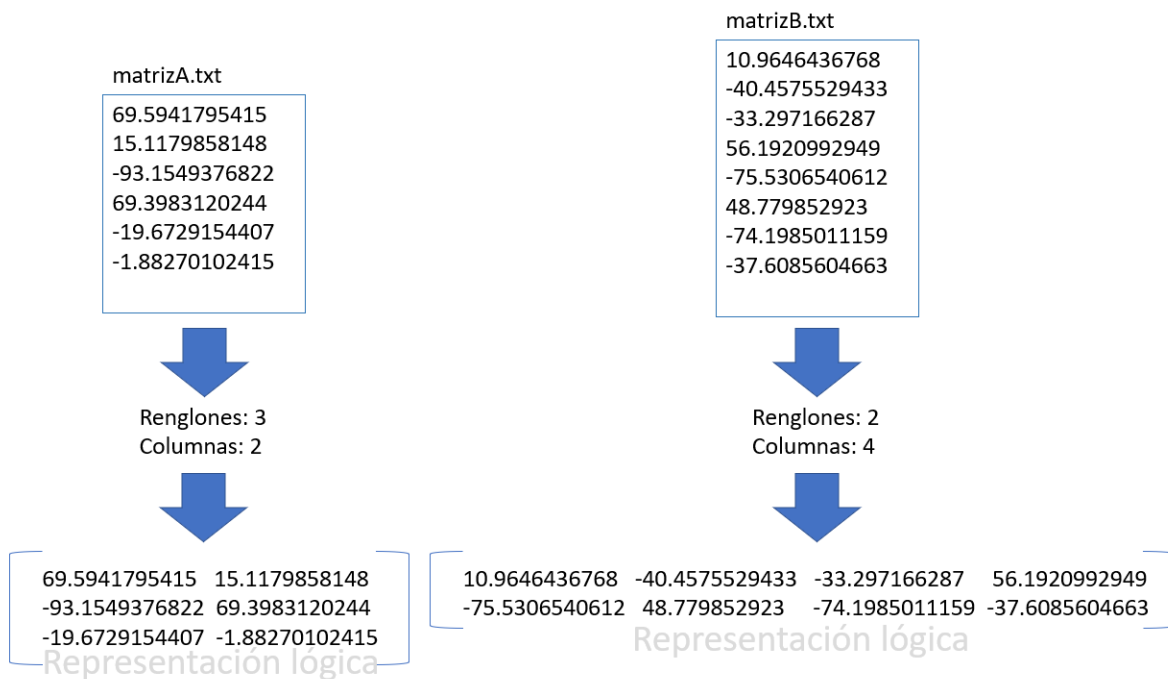 matrizA.txt
69.5941795415
15.1179858148
-93.1549376822
69.3983120244
-19.6729154407
-1.88270102415
Renglones: 3
Columnas: 2
69.5941795415 15.1179858148
-93.1549376822 69.3983120244
-19.6729154407 -1.88270102415
Representación lógica
matrizB.txt
10.9646436768
-40.4575529433
-33.297166287
56.1920992949
-75.5306540612
48.779852923
-74.1985011159
-37.6085604663
Renglones: 2
Columnas: 4
10.9646436768 -40.4575529433 -33.297166287 56.1920992949
-75.5306540612 48.779852923 -74.1985011159 -37.6085604663
Representación lógica